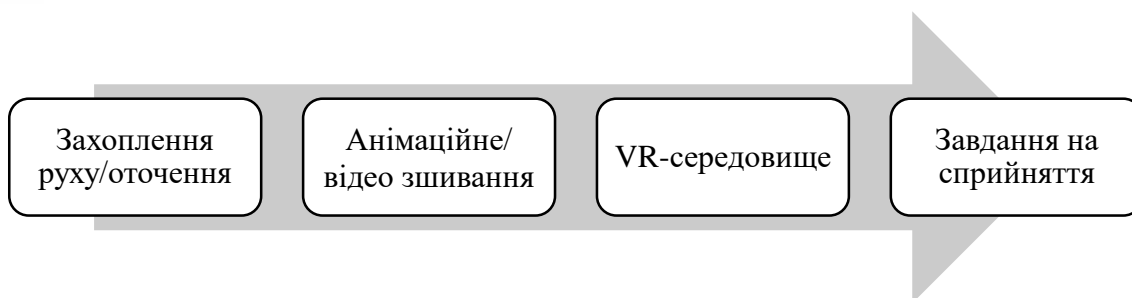 Захоплення
руху/оточення
Анімаційне/
відео зшивання
VR-середовище
Завдання на
сприйняття